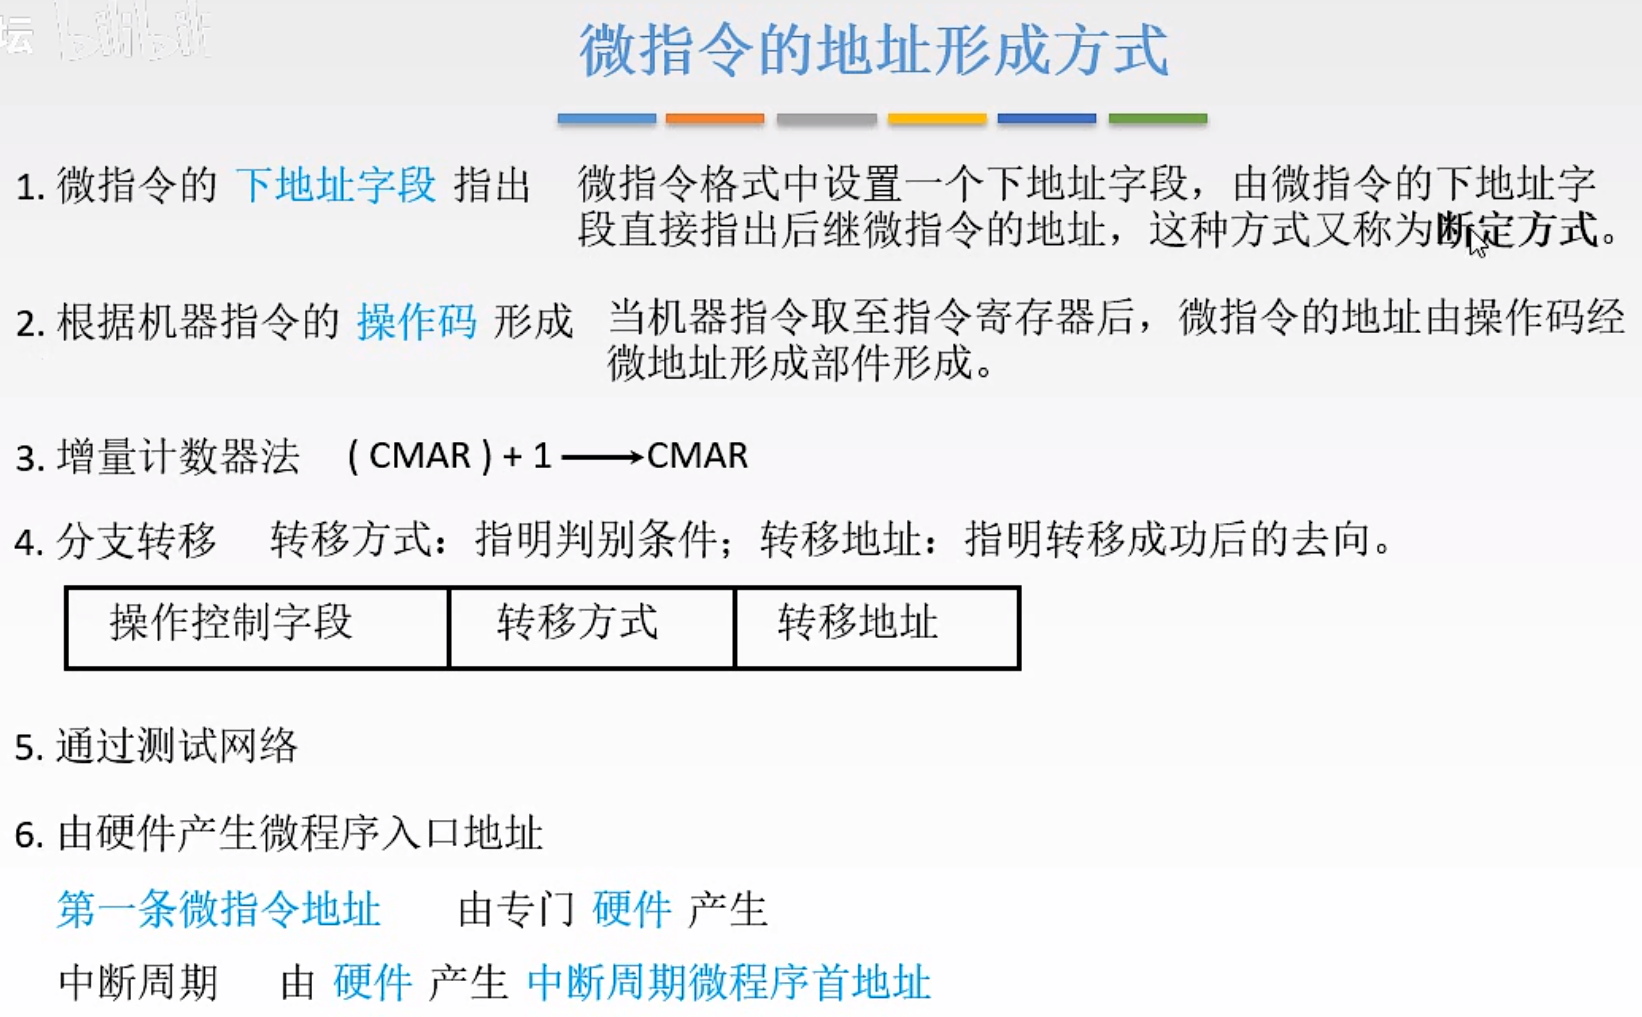 坛 bilibili
微指令的地址形成方式
1. 微指令的 下地址字段 指出 微指令格式中设置一个下地址字段，由微指令的下地址字
段直接指出后继微指令的地址，这种方式又称为断定方式。
2. 根据机器指令的 操作码 形成 当机器指令取至指令寄存器后，微指令的地址由操作码经
微地址形成部件形成。
3. 增量计数器法 ( CMAR ) + 1 ⟶ CMAR
4. 分支转移 转移方式：指明判别条件；转移地址：指明转移成功后的去向。
操作控制字段 转移方式 转移地址
5. 通过测试网络
6. 由硬件产生微程序入口地址
第一条微指令地址 由专门 硬件 产生
中断周期 由 硬件 产生 中断周期微程序首地址